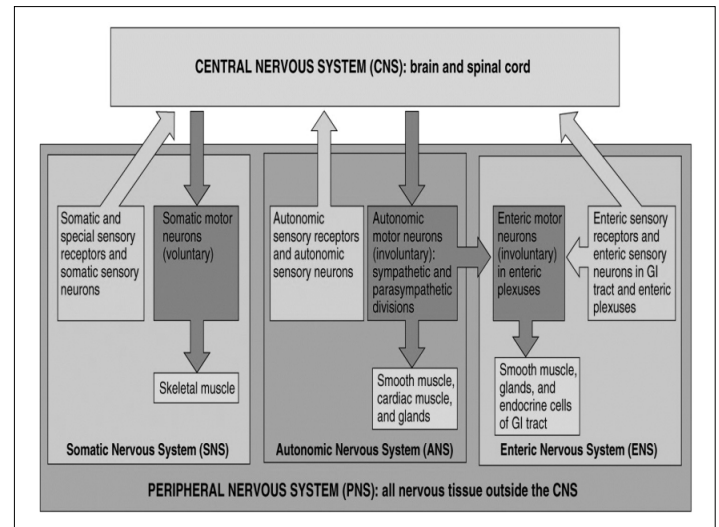 CENTRAL NERVOUS SYSTEM (CNS): brain and spinal cord
Somatic and
special sensory
receptors and
somatic sensory
neurons
Somatic motor
neurons
(voluntary)
Skeletal muscle
Somatic Nervous System (SNS)
Autonomic
sensory receptors
and autonomic
sensory neurons
Autonomic
motor neurons
(involuntary):
sympathetic and
parasympathetic
divisions
Smooth muscle,
cardiac muscle,
and glands
Autonomic Nervous System (ANS)
Enteric motor
neurons
(involuntary)
in enteric
plexuses
Enteric sensory
receptors and
enteric sensory
neurons in GI
tract and enteric
plexuses
Smooth muscle,
glands, and
endocrine cells
of GI tract
Enteric Nervous System (ENS)
PERIPHERAL NERVOUS SYSTEM (PNS): all nervous tissue outside the CNS